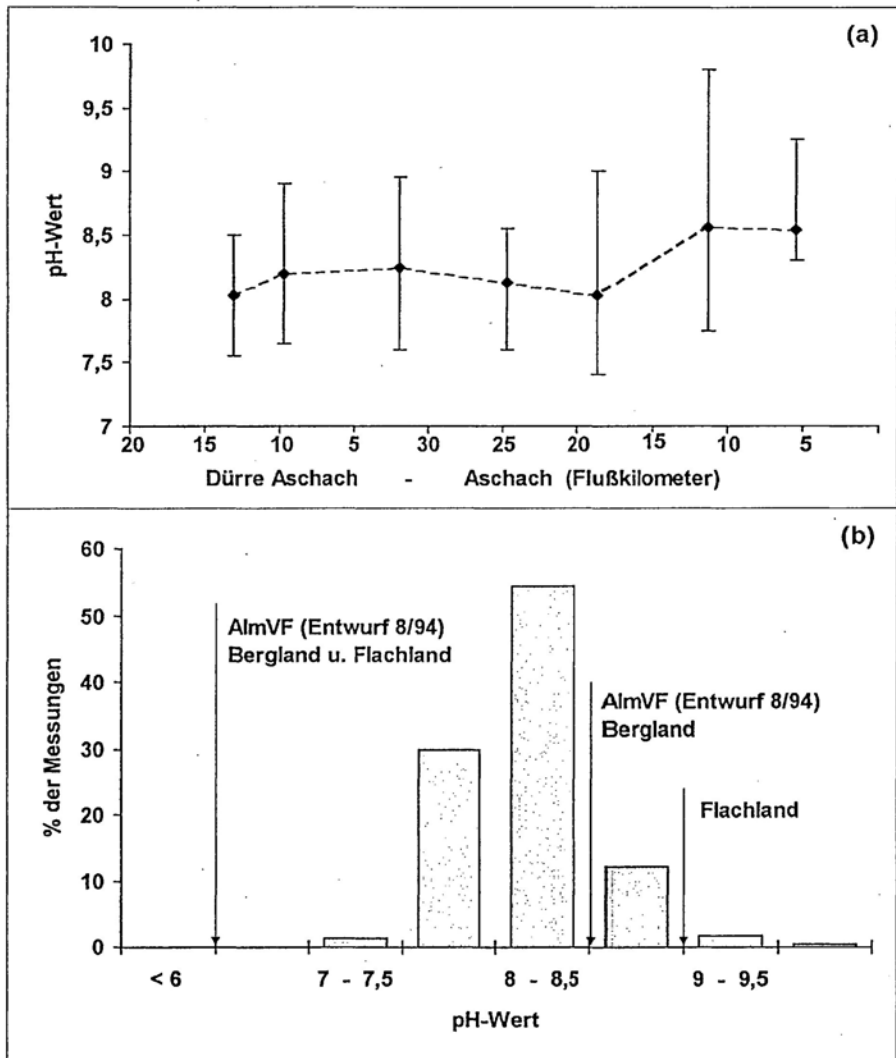 (a)
10
9,5
9
8,5
8
7,5
7
pH-Wert
20 15 10 5 30 25 20 15 10 5
Dürre Aschach - Aschach (Flußkilometer)
(b)
60
50
40
30
20
10
0
% der Messungen
AlmVF (Entwurf 8/94)
Bergland u. Flachland
AlmVF (Entwurf 8/94)
Bergland
Flachland
< 6 7 - 7,5 8 - 8,5 9 - 9,5
pH-Wert